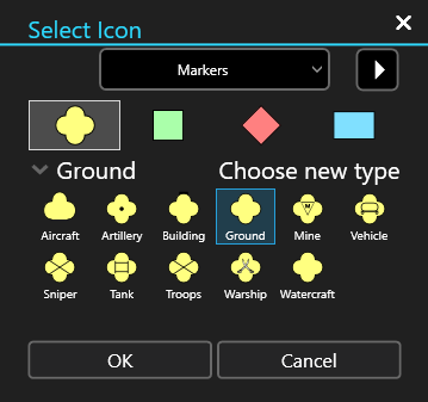 Select Icon
Markers
Ground Choose new type
Aircraft Artillery Building Ground Mine Vehicle
Sniper Tank Troops Warship Watercraft
OK Cancel